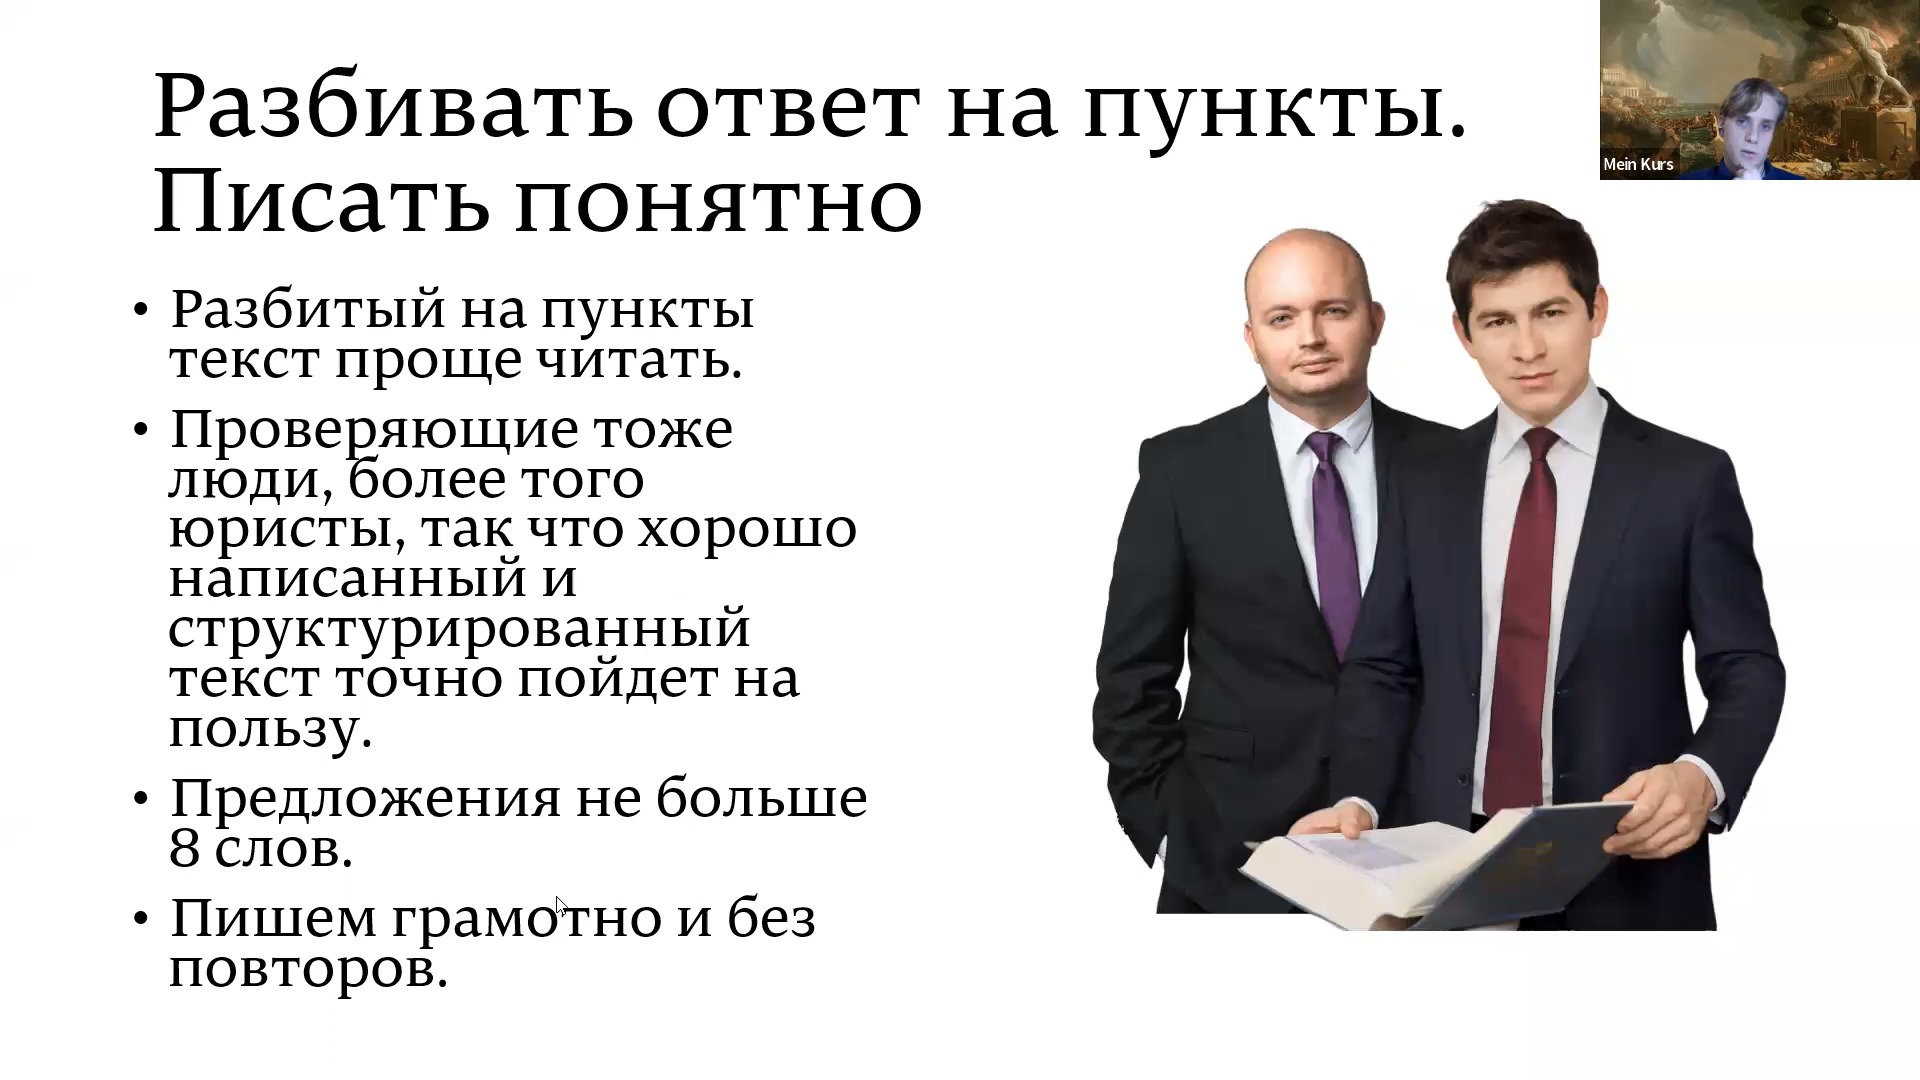 Разбивать ответ на пункты.
Писать понятно
Mein Kurs
• Разбитый на пункты
текст проще читать.
• Проверяющие тоже
люди, более того
юристы, так что хорошо
написанный и
структурированный
текст точно пойдет на
пользу.
• Предложения не больше
8 слов.
• Пишем грамотно и без
повторов.